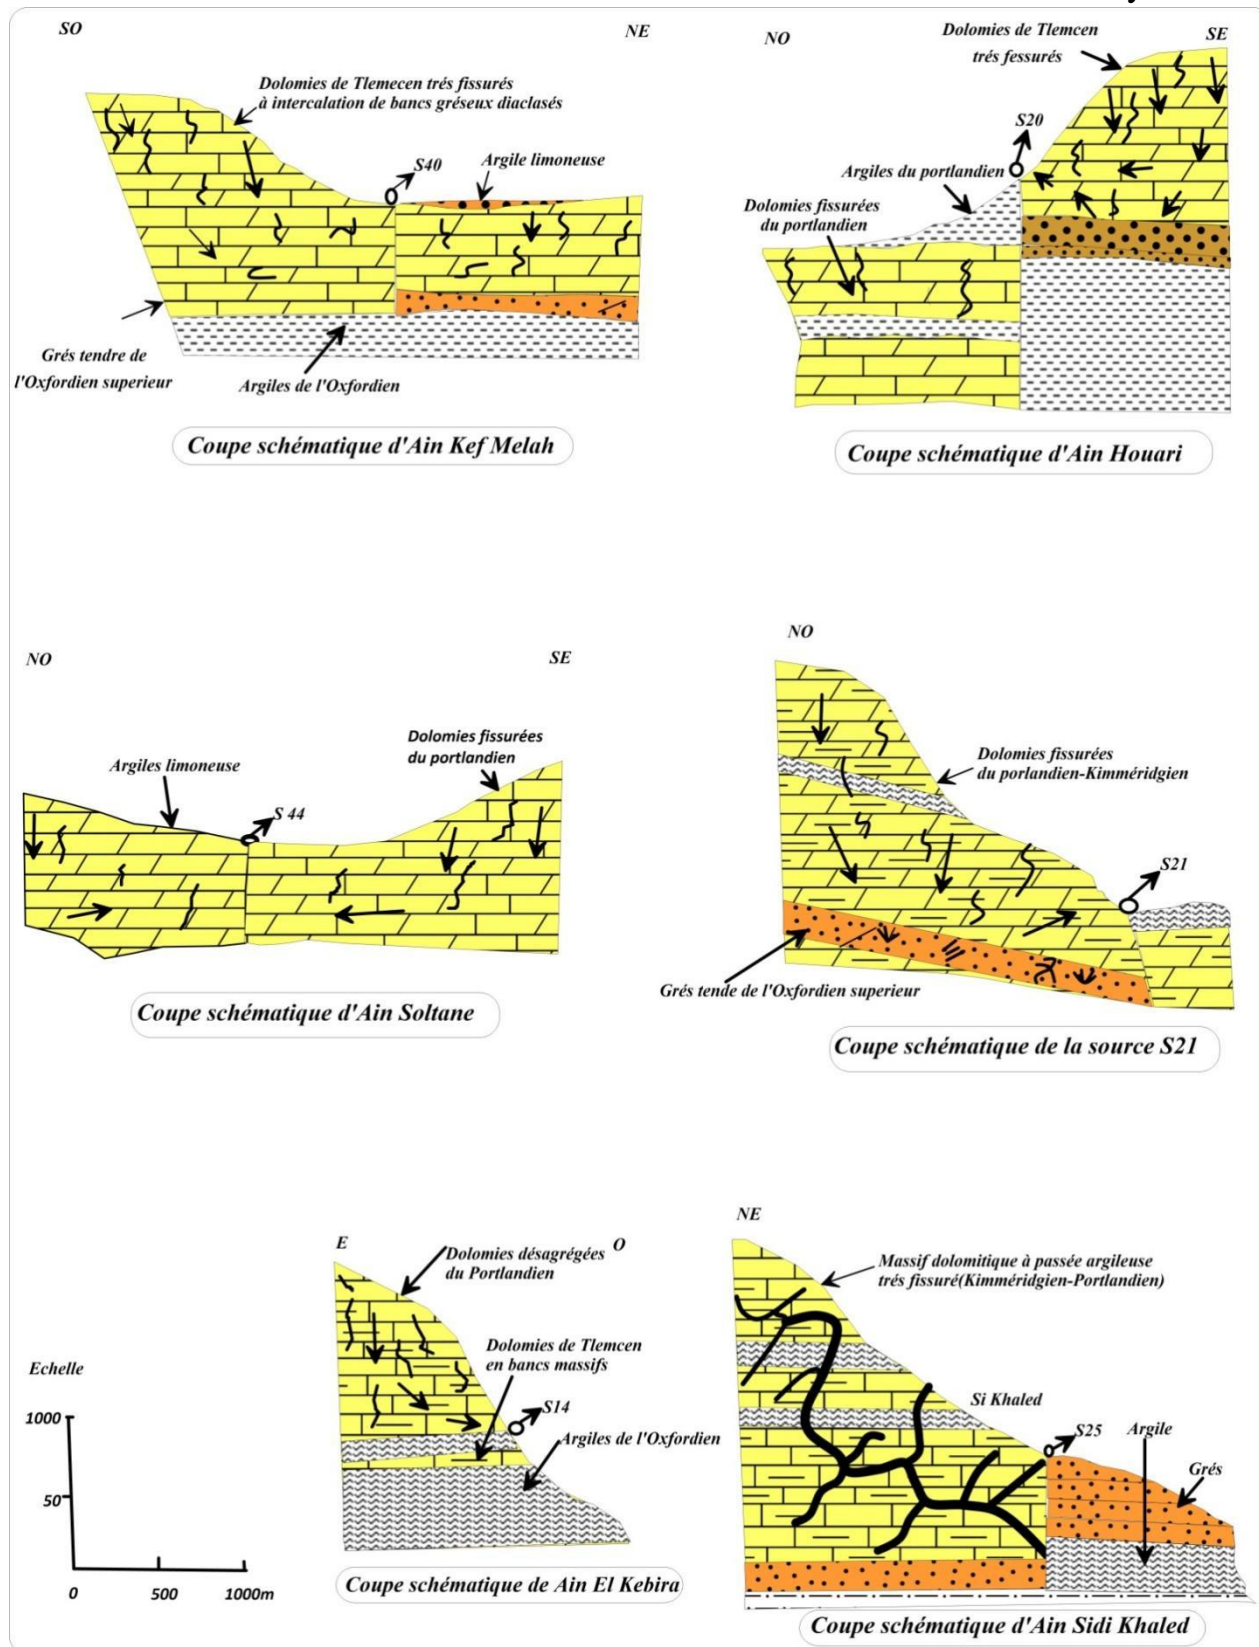 SO
NE
Dolomies de Tlemecen trés fissurés
à intercalation de bancs gréseux diaclasés
S40
Argile limoneuse
Grés tendre de
l'Oxfordien superieur
Argiles de l'Oxfordien
Coupe schématique d'Ain Kef Melah
NO
SE
Dolomies de Tlemcen
trés fessurés
S20
Argiles du portlandien
Dolomies fissurées
du portlandien
Coupe schématique d'Ain Houari
NO
SE
Argiles limoneuse
S 44
Dolomies fissurées
du portlandien
Coupe schématique d'Ain Soltane
NO
Dolomies fissurées
du porlandien-Kimméridgien
S21
Grés tende de l'Oxfordien superieur
Coupe schématique de la source S21
Echelle
1000
50
0
500
1000m
E
O
Dolomies désagrégées
du Portlandien
Dolomies de Tlemcen
en bancs massifs
S14
Argiles de l'Oxfordien
Coupe schématique de Ain El Kebira
NE
Massif dolomitique à passée argileuse
trés fissuré(Kimméridgien-Portlandien)
Si Khaled
S25
Argile
Grés
Coupe schématique d'Ain Sidi Khaled